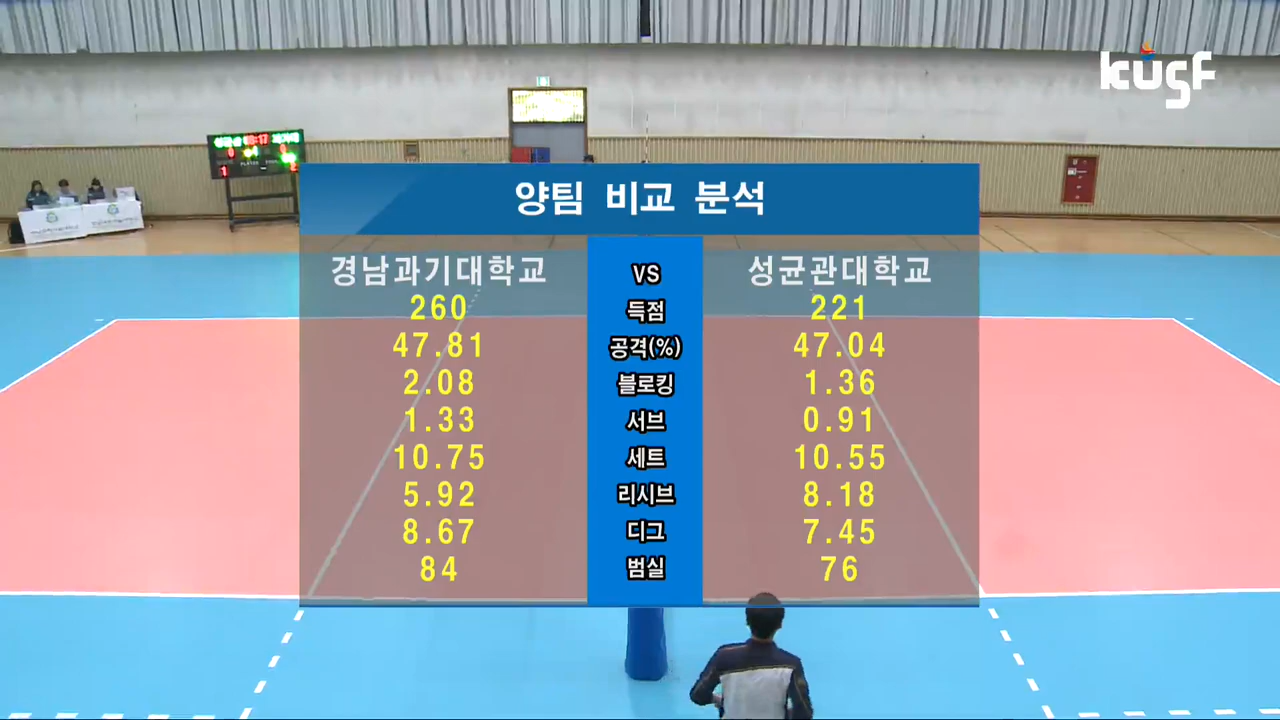 kusf
양팀 비교 분석
경남과기대학교 VS 성균관대학교
260 득점 221
47.81 공격(%) 47.04
2.08 블로킹 1.36
1.33 서브 0.91
10.75 세트 10.55
5.92 리시브 8.18
8.67 디그 7.45
84 범실 76